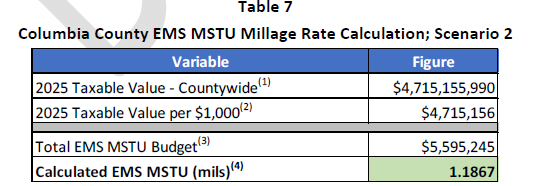 Table 7
Columbia County EMS MSTU Millage Rate Calculation; Scenario 2
Variable Figure
2025 Taxable Value - Countywide(1) $4,715,155,990
2025 Taxable Value per $1,000(2) $4,715,156
Total EMS MSTU Budget(3) $5,595,245
Calculated EMS MSTU (mils)(4) 1.1867